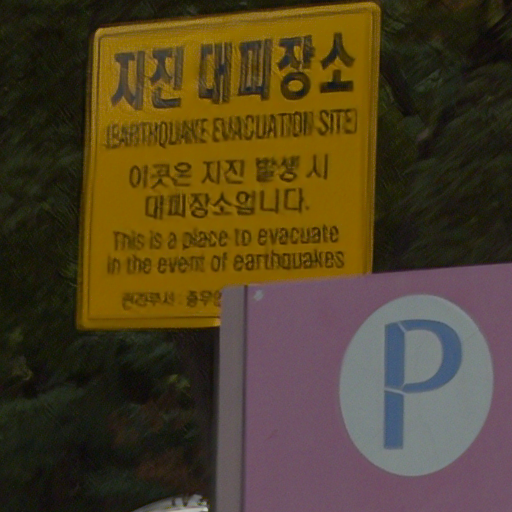 지진 대피장소
(EARTHQUAKE EVACUATION SITE)
이곳은 지진 발생 시
대피장소입니다.
This is a place to evacuate
in the event of earthquakes
P